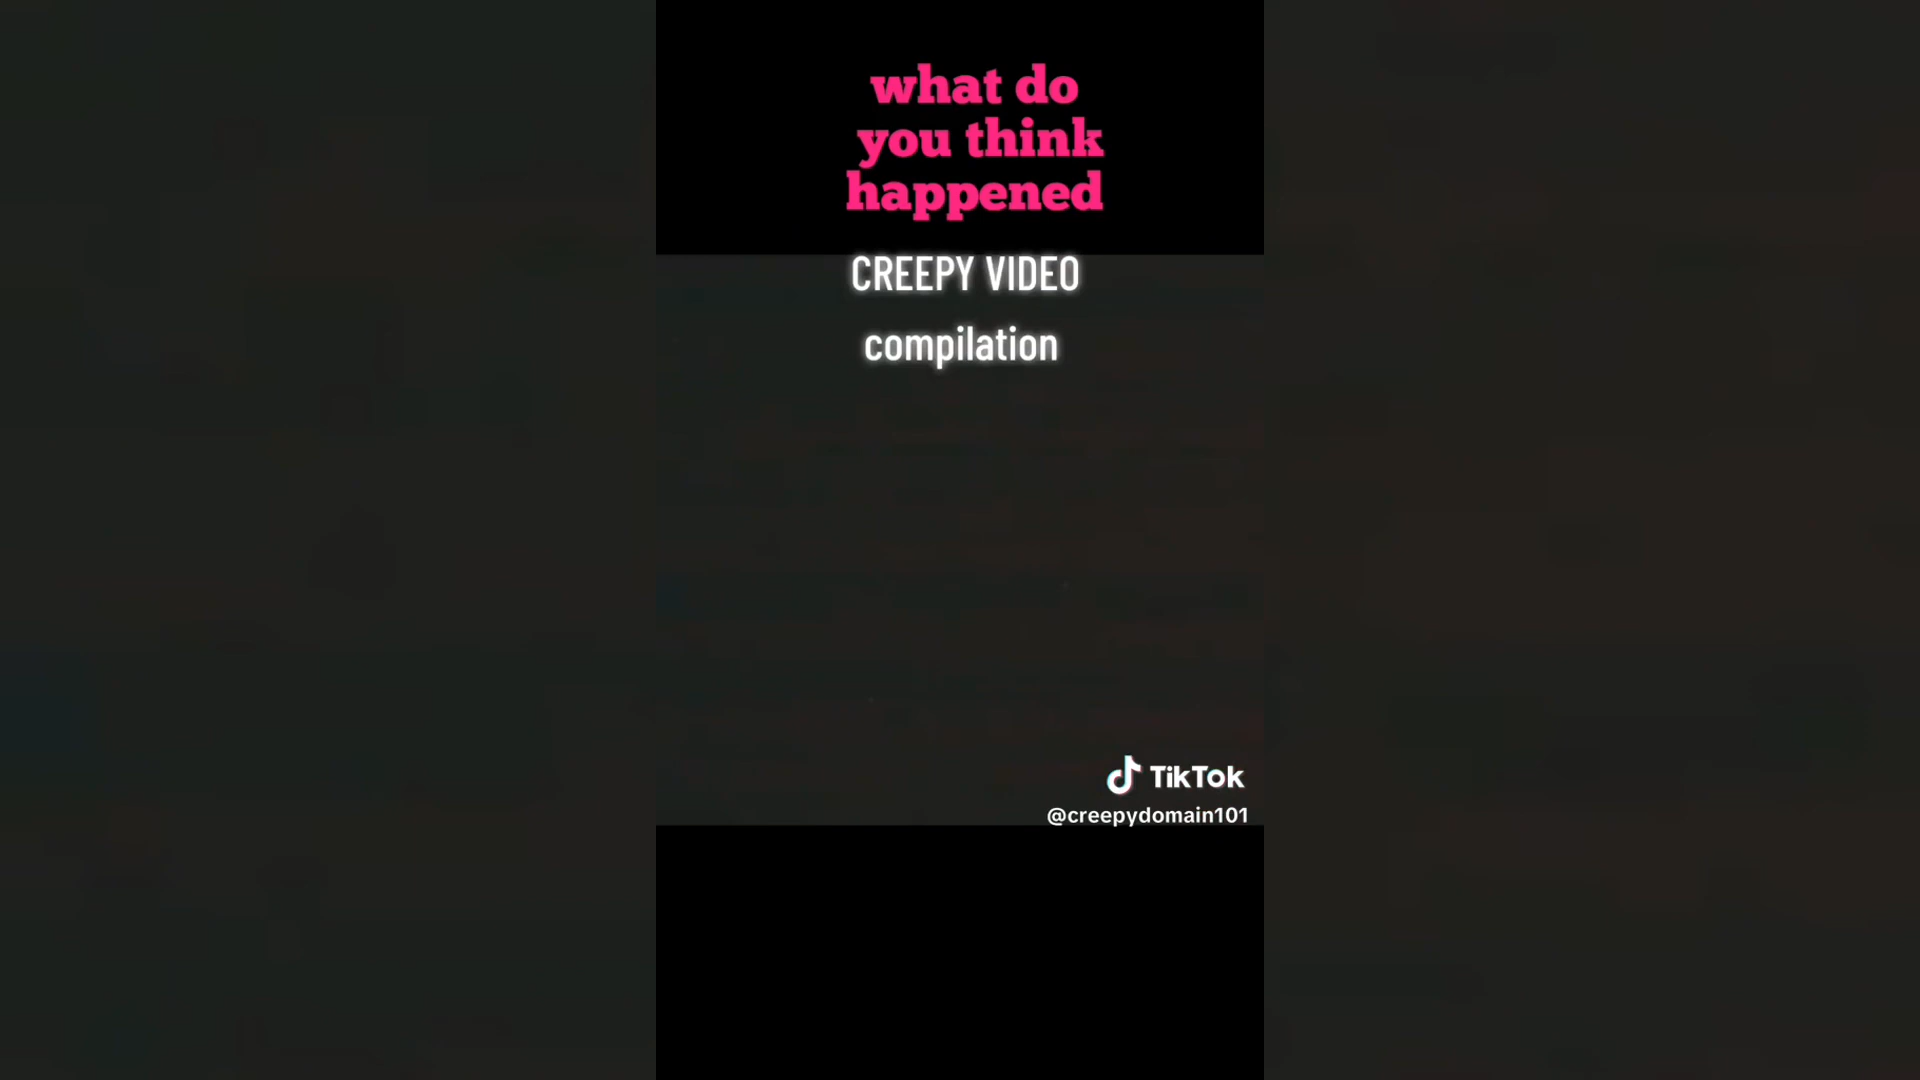 what do
you think
happened
CREEPY VIDEO
compilation
TikTok
@creepydomain101